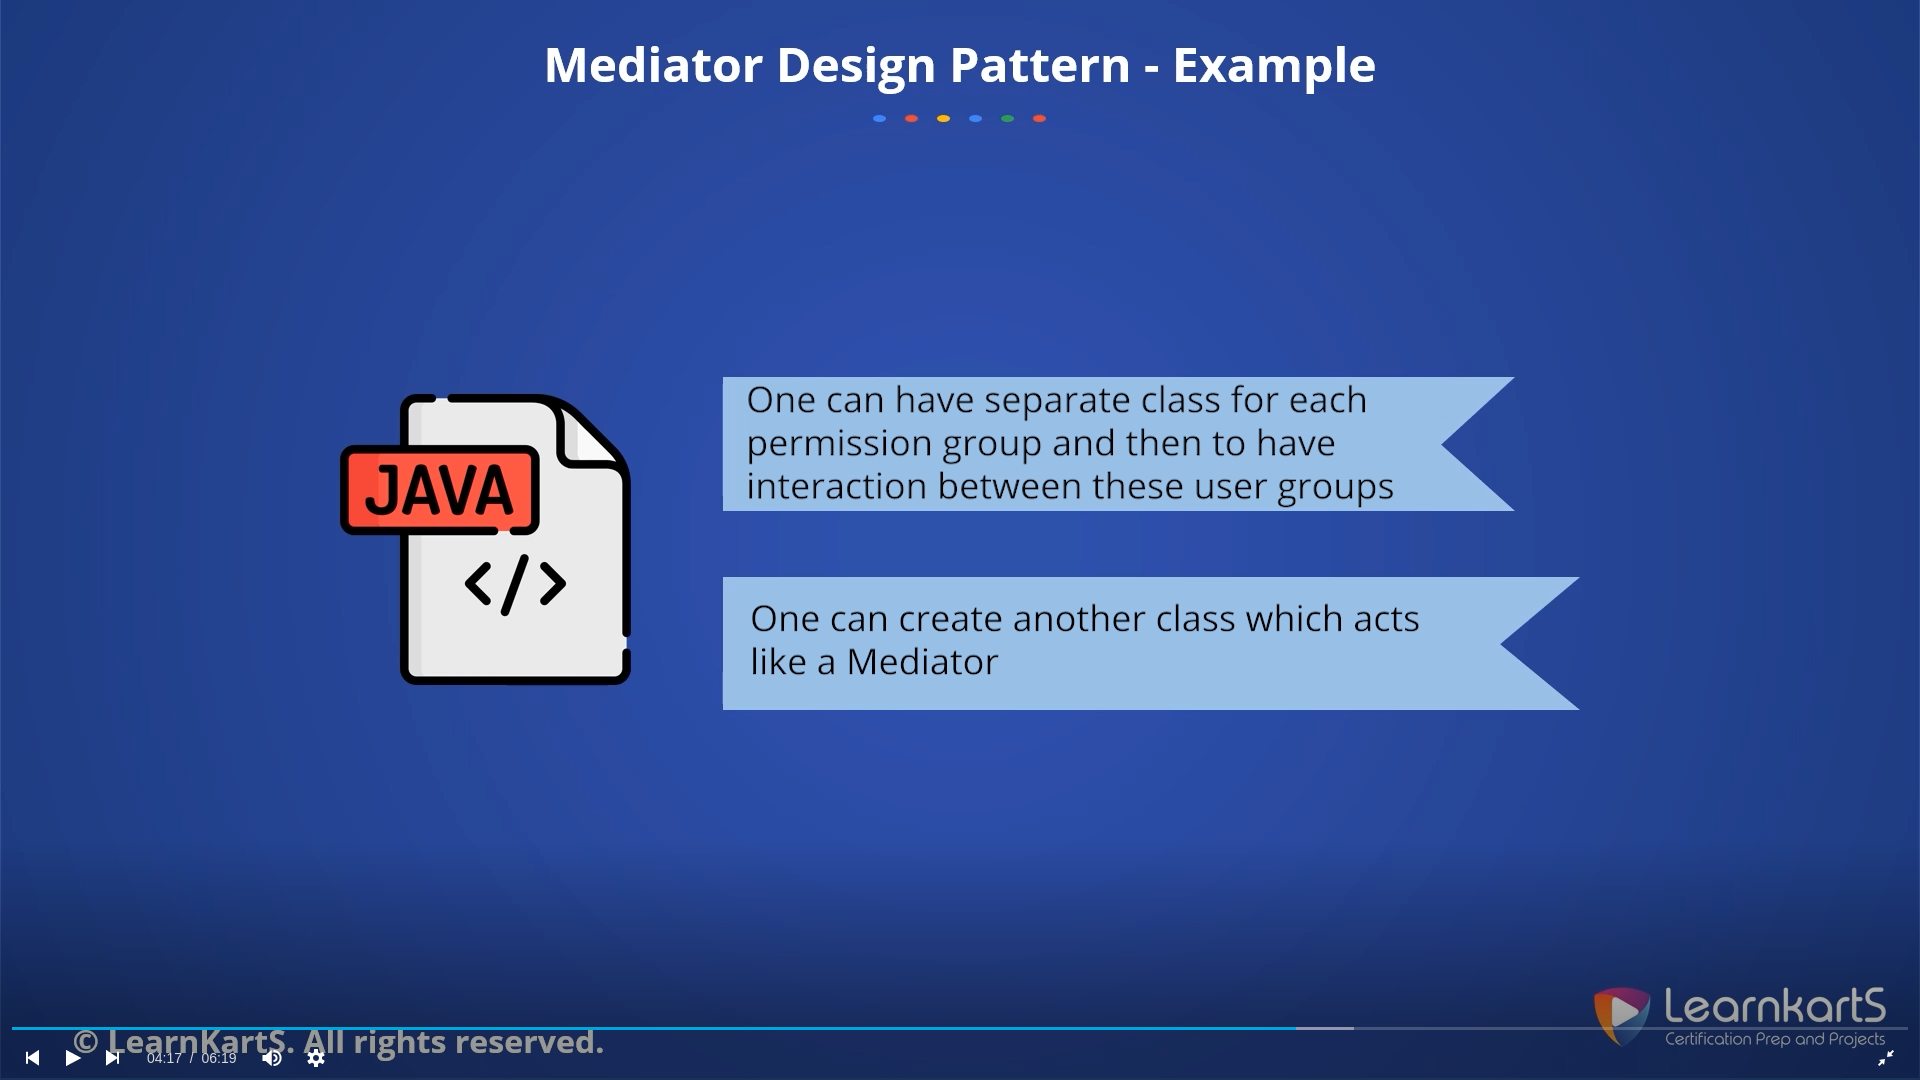 Mediator Design Pattern - Example
JAVA
</>
One can have separate class for each
permission group and then to have
interaction between these user groups
One can create another class which acts
like a Mediator
LearnkartS
Certification Prep and Projects
© LearnKartS. All rights reserved.
04:17 / 06:19